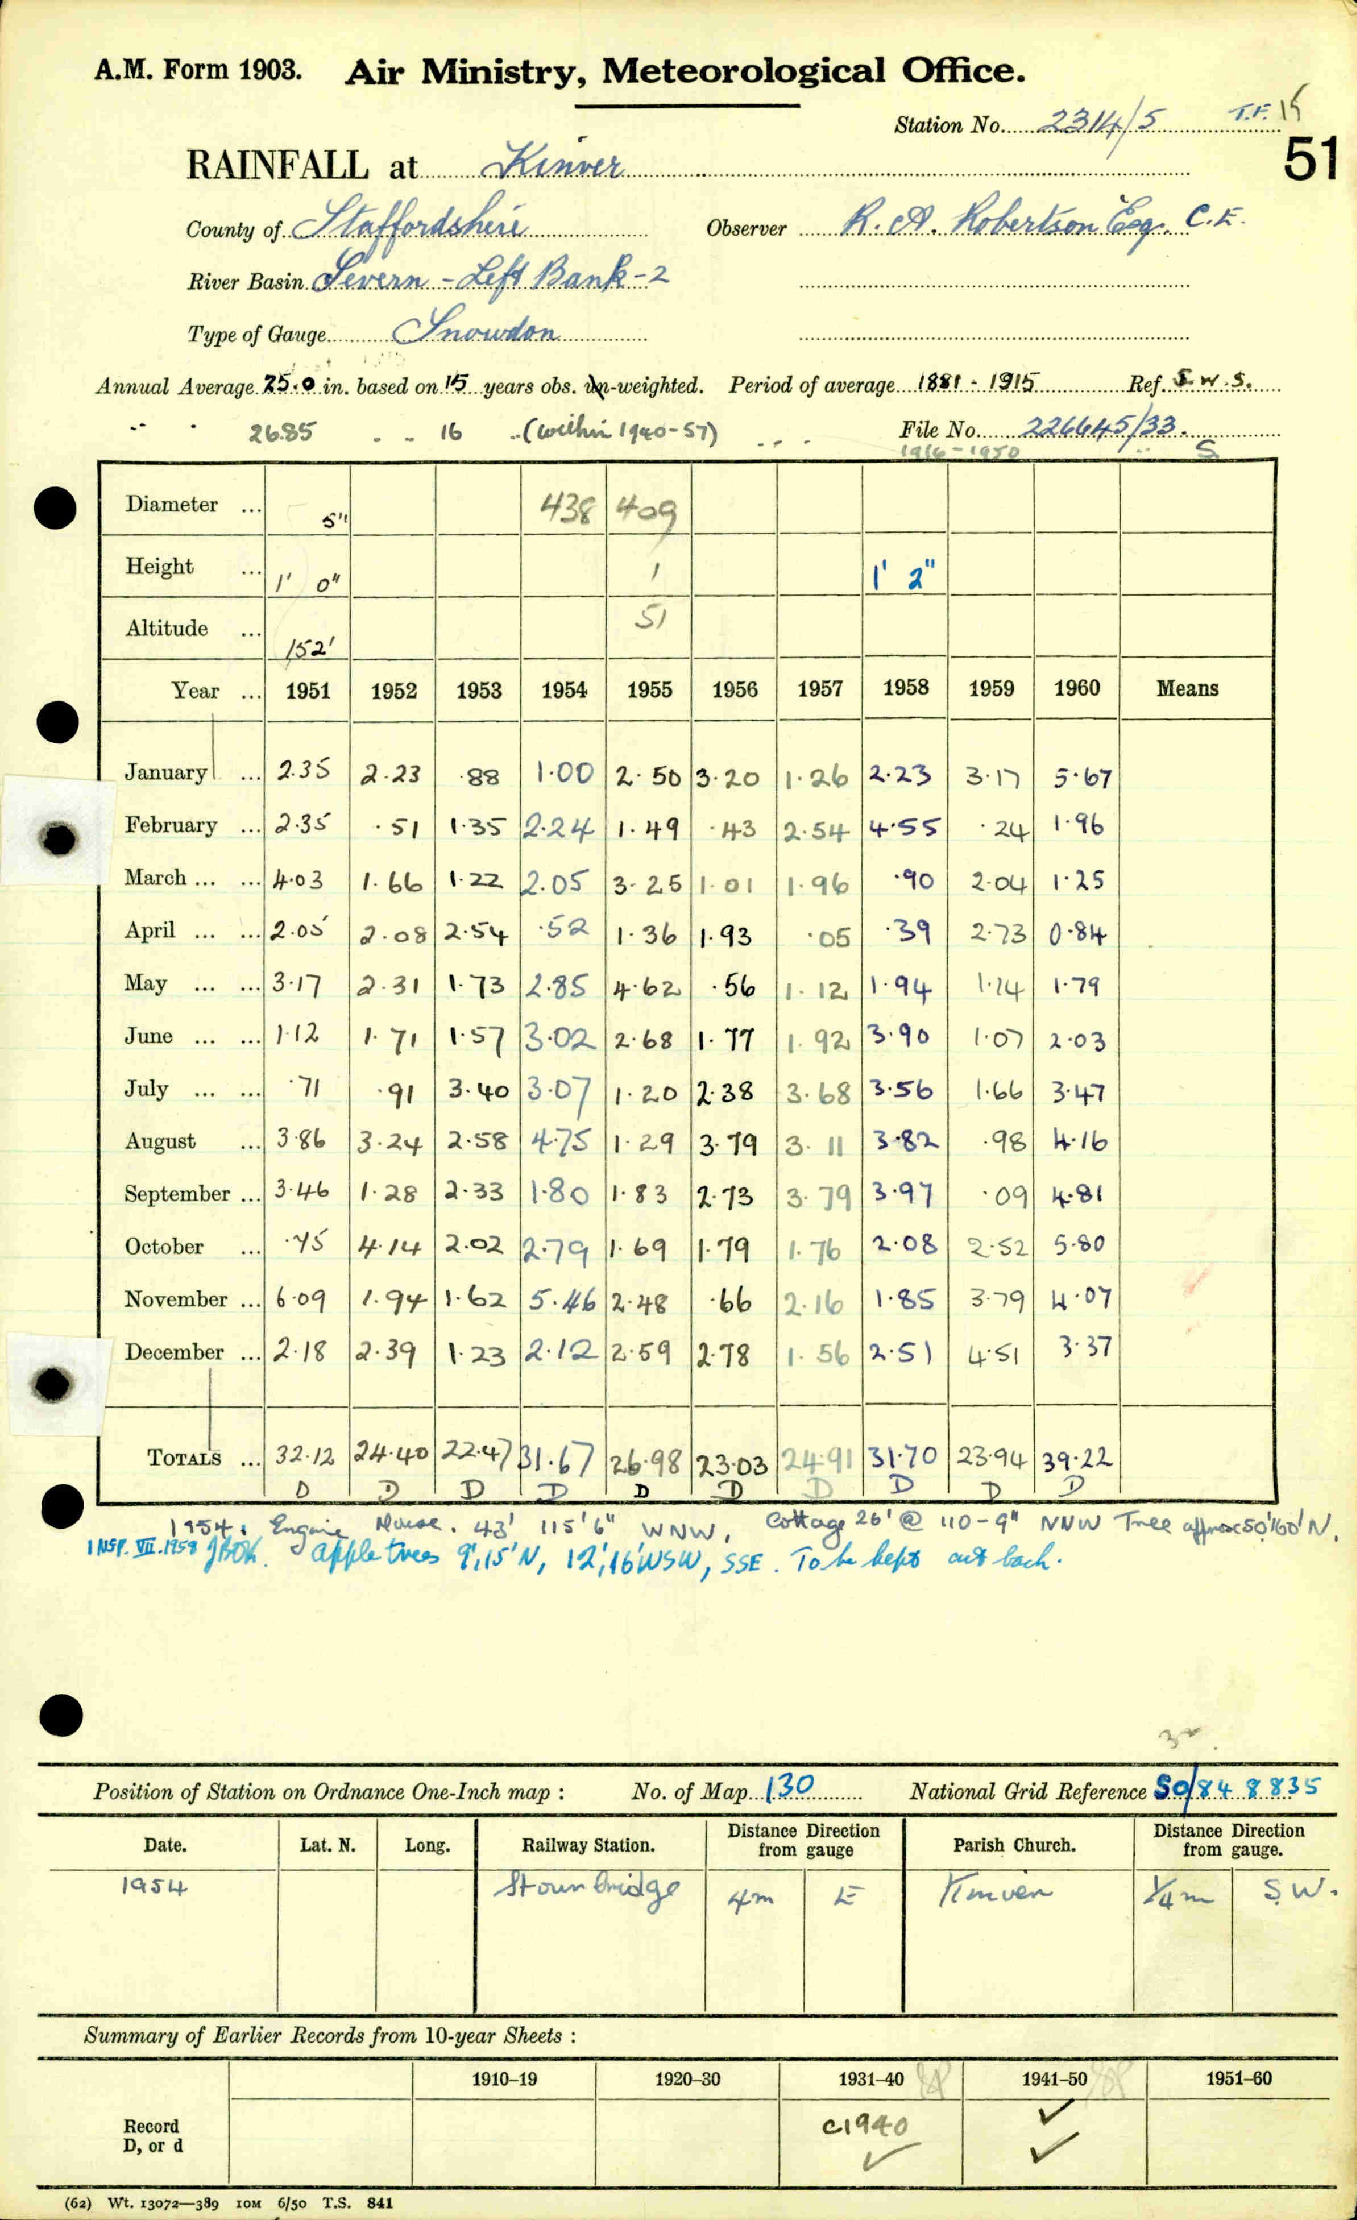 A.M. Form 1903. Air Ministry, Meteorological Office.
Station No. 2314/5 T.F. 15
51
RAINFALL at Kinver
County of Staffordshire Observer R. A. Robertson Esq. C.E.
River Basin Severn - Left Bank - 2
Type of Gauge Snowdon
Annual Average 25.0 in. based on 15 years obs. un-weighted. Period of average 1881 - 1915 Ref. S.W.S.
" " 26.85 " " 16 " (within 1940-57)
File No. 226645/33.
1916-1950 S
Diameter ... 5" 438 409
Height ... 1' 0" 1 1' 2"
Altitude ... 152' 51
Year ... 1951 1952 1953 1954 1955 1956 1957 1958 1959 1960 Means
January ... 2.35 2.23 .88 1.00 2.50 3.20 1.26 2.23 3.17 5.67
February ... 2.35 .51 1.35 2.24 1.49 .43 2.54 4.55 .24 1.96
March ... ... 4.03 1.66 1.22 2.05 3.25 1.01 1.96 .90 2.04 1.25
April ... ... 2.05 2.08 2.54 .52 1.36 1.93 .05 .39 2.73 0.84
May ... ... 3.17 2.31 1.73 2.85 4.62 .56 1.12 1.94 1.14 1.79
June ... ... 1.12 1.71 1.57 3.02 2.68 1.77 1.92 3.90 1.07 2.03
July ... ... .71 .91 3.40 3.07 1.20 2.38 3.68 3.56 1.66 3.47
August ... 3.86 3.24 2.58 4.75 1.29 3.79 3.11 3.82 .98 4.16
September ... 3.46 1.28 2.33 1.80 1.83 2.73 3.79 3.97 .09 4.81
October ... .75 4.14 2.02 2.79 1.69 1.79 1.76 2.08 2.52 5.80
November ... 6.09 1.94 1.62 5.46 2.48 .66 2.16 1.85 3.79 4.07
December ... 2.18 2.39 1.23 2.12 2.59 2.78 1.56 2.51 4.51 3.37
TOTALS ... 32.12 24.40 22.47 31.67 26.98 23.03 24.91 31.70 23.94 39.22
D D D D D D D D D D
1954. Engine House. 43' 115'6" WNW, Cottage 26' @ 110-9" NNW Tree approx 50' 160' N.
INSP. VII.1958 apple trees 9', 15' N, 12', 16' WSW, SSE. To be kept cut back.
Position of Station on Ordnance One-Inch map : No. of Map 130 National Grid Reference SO/848835
Date. Lat. N. Long. Railway Station. Distance Direction from gauge Parish Church. Distance Direction from gauge.
1954 Stourbridge 4m E Kinver 1/4m S.W.
Summary of Earlier Records from 10-year Sheets :
1910–19 1920–30 1931–40 1941–50 1951–60
Record D, or d c1940 ✓ ✓ ✓
(62) Wt. 13072—389 10M 6/50 T.S. 841